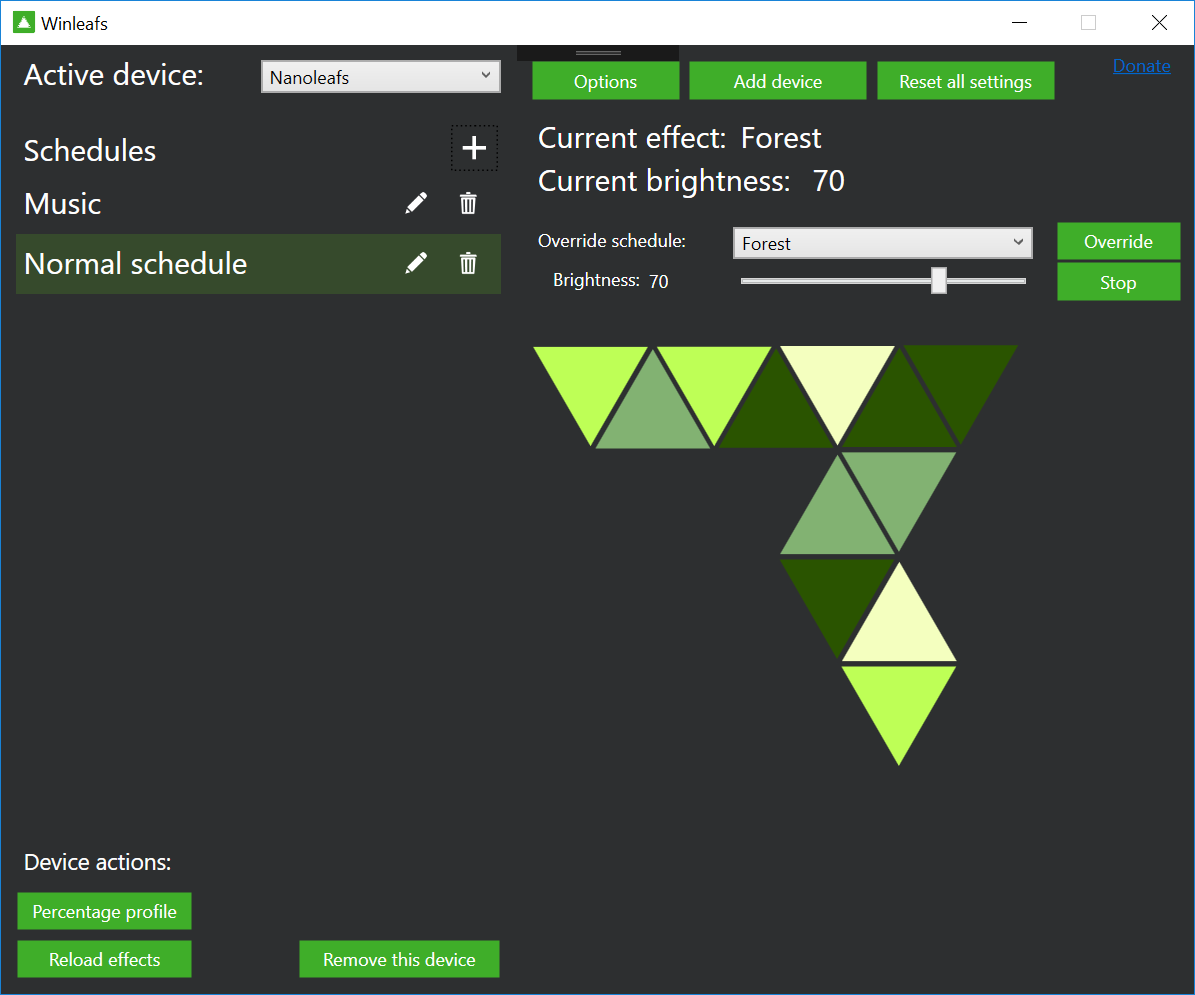 Winleafs
Active device:
Nanoleafs
Options
Add device
Reset all settings
Donate
Schedules
Music
Normal schedule
Current effect: Forest
Current brightness: 70
Override schedule:
Forest
Override
Brightness: 70
Stop
Device actions:
Percentage profile
Reload effects
Remove this device